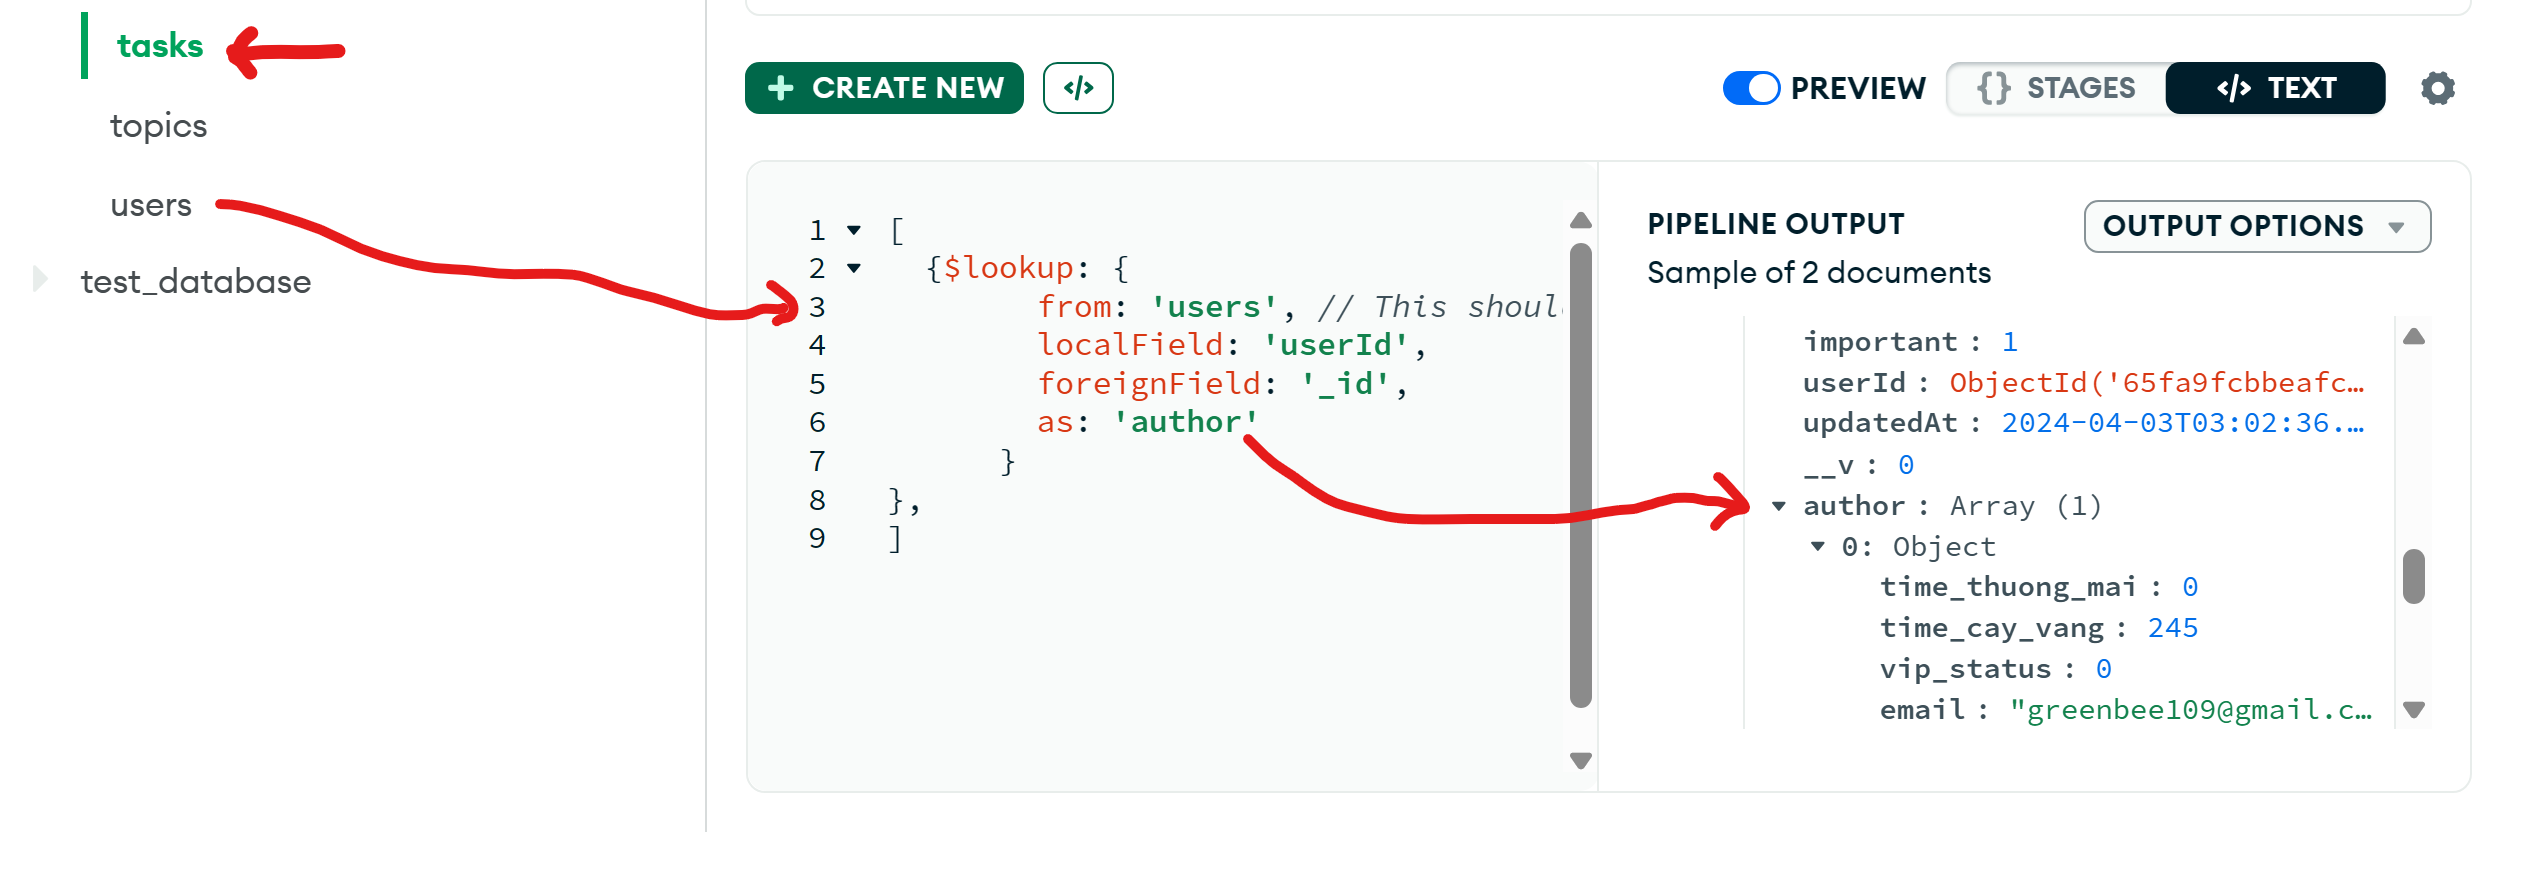 tasks
topics
users
test_database
CREATE NEW
</>
PREVIEW
{} STAGES
</> TEXT
1 [
2 {$lookup: {
3 from: 'users', // This shoul
4 localField: 'userId',
5 foreignField: '_id',
6 as: 'author'
7 }
8 },
9 ]
PIPELINE OUTPUT
OUTPUT OPTIONS
Sample of 2 documents
important : 1
userId : ObjectId('65fa9fcbbeafc…
updatedAt : 2024-04-03T03:02:36.…
__v : 0
author : Array (1)
0: Object
time_thuong_mai : 0
time_cay_vang : 245
vip_status : 0
email : "greenbee109@gmail.c…